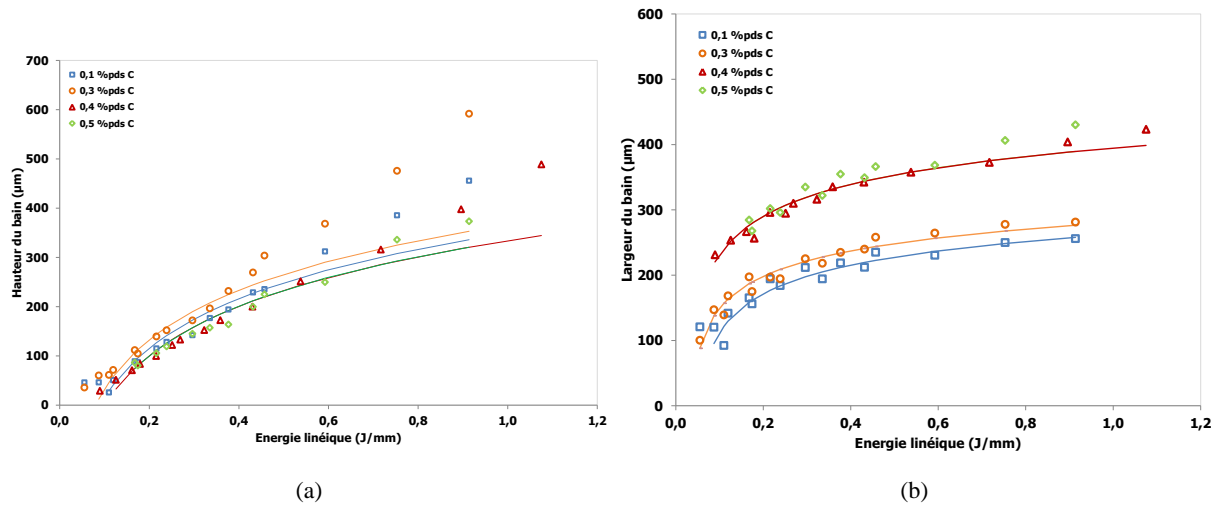 700
600
500
400
300
200
100
0
Hauteur du bain (µm)
0,1 %pds C
0,3 %pds C
0,4 %pds C
0,5 %pds C
0,0 0,2 0,4 0,6 0,8 1,0 1,2
Energie linéique (J/mm)
(a)
600
500
400
300
200
100
0
Largeur du bain (µm)
0,1 %pds C
0,3 %pds C
0,4 %pds C
0,5 %pds C
0,0 0,2 0,4 0,6 0,8 1,0 1,2
Energie linéique (J/mm)
(b)